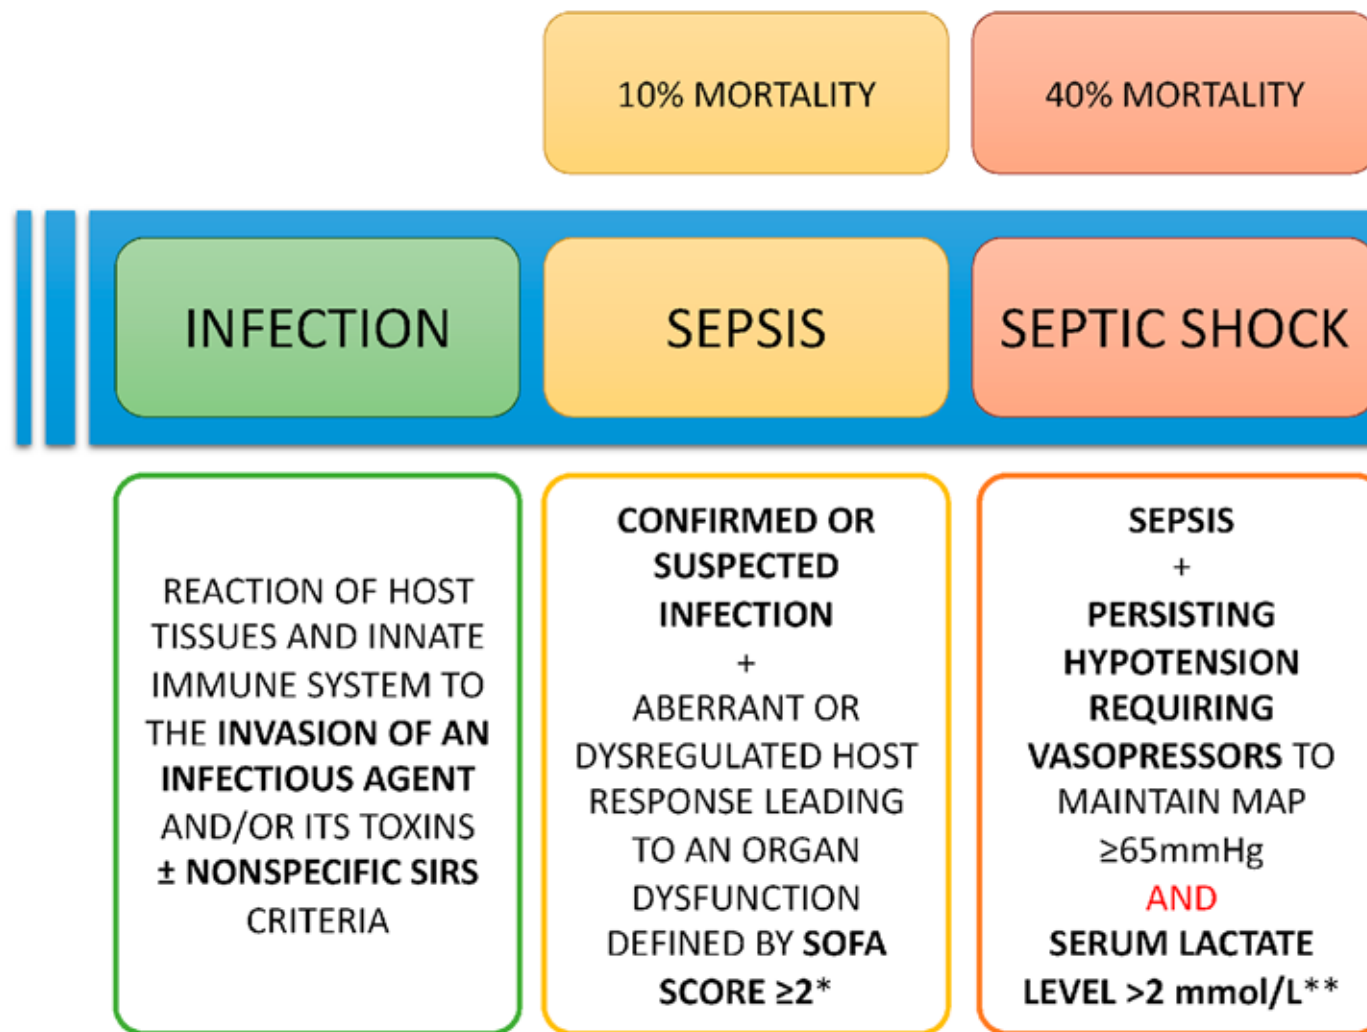 10% MORTALITY
40% MORTALITY
INFECTION
SEPSIS
SEPTIC SHOCK
REACTION OF HOST
TISSUES AND INNATE
IMMUNE SYSTEM TO
THE INVASION OF AN
INFECTIOUS AGENT
AND/OR ITS TOXINS
± NONSPECIFIC SIRS
CRITERIA
CONFIRMED OR
SUSPECTED
INFECTION
+
ABERRANT OR
DYSREGULATED HOST
RESPONSE LEADING
TO AN ORGAN
DYSFUNCTION
DEFINED BY SOFA
SCORE ≥2*
SEPSIS
+
PERSISTING
HYPOTENSION
REQUIRING
VASOPRESSORS TO
MAINTAIN MAP
≥65mmHg
AND
SERUM LACTATE
LEVEL >2 mmol/L**